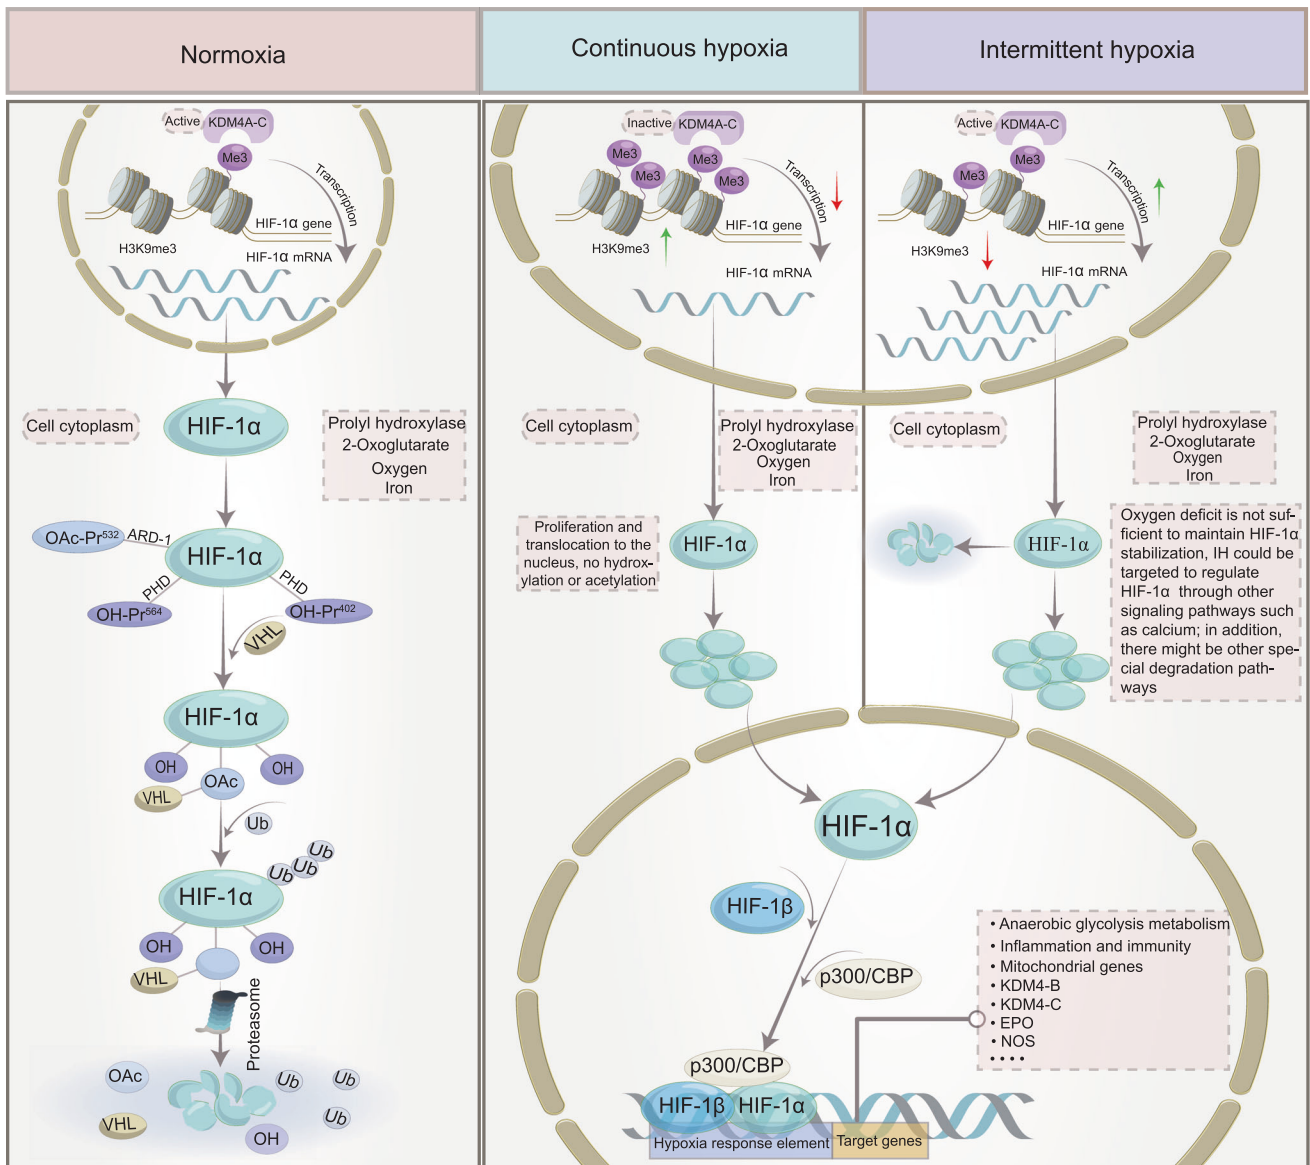 Normoxia
Continuous hypoxia
Intermittent hypoxia
Active
KDM4A-C
Me3
Transcription
HIF-1α gene
H3K9me3
HIF-1α mRNA
HIF-1α
Cell cytoplasm
Prolyl hydroxylase
2-Oxoglutarate
Oxygen
Iron
OAc-Pr532
ARD-1
HIF-1α
PHD
PHD
OH-Pr564
OH-Pr402
VHL
HIF-1α
OH
OAc
OH
VHL
Ub
Ub
Ub
Ub
HIF-1α
OH
OH
VHL
Proteasome
OAc
Ub
Ub
Ub
VHL
OH
Inactive
KDM4A-C
Me3
Me3
Me3
Me3
Transcription
HIF-1α gene
H3K9me3
HIF-1α mRNA
Cell cytoplasm
Prolyl hydroxylase
2-Oxoglutarate
Oxygen
Iron
Proliferation and
translocation to the
nucleus, no hydrox-
ylation or acetylation
HIF-1α
Active
KDM4A-C
Me3
Me3
Transcription
HIF-1α gene
H3K9me3
HIF-1α mRNA
Cell cytoplasm
Prolyl hydroxylase
2-Oxoglutarate
Oxygen
Iron
HIF-1α
Oxygen deficit is not suf-
ficient to maintain HIF-1α
stabilization, IH could be
targeted to regulate
HIF-1α through other
signaling pathways such
as calcium; in addition,
there might be other spe-
cial degradation path-
ways
HIF-1α
HIF-1β
p300/CBP
• Anaerobic glycolysis metabolism
• Inflammation and immunity
• Mitochondrial genes
• KDM4-B
• KDM4-C
• EPO
• NOS
• • • •
p300/CBP
HIF-1β
HIF-1α
Hypoxia response element
Target genes